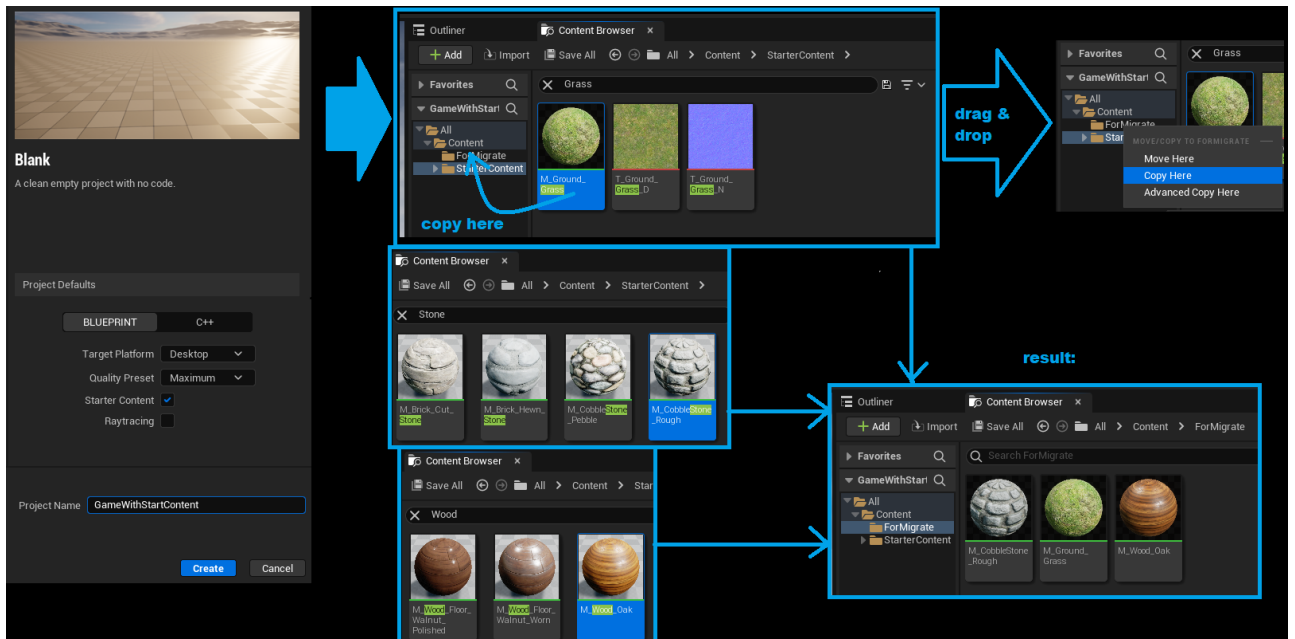 Blank
A clean empty project with no code.
Project Defaults
BLUEPRINT C++
Target Platform Desktop
Quality Preset Maximum
Starter Content
Raytracing
Project Name GameWithStartContent
Create Cancel
Outliner Content Browser ×
+ Add Import Save All All > Content > StarterContent >
Favorites
Grass
GameWithStart
All
Content
ForMigrate
StarterContent
M_Ground_
Grass
T_Ground_
Grass_D
T_Ground_
Grass_N
copy here
drag &
drop
Favorites
Grass
GameWithStart
All
Content
ForMigrate
Star
MOVE/COPY TO FORMIGRATE
Move Here
Copy Here
Advanced Copy Here
Content Browser ×
Save All All > Content > StarterContent >
Stone
M_Brick_Cut_
Stone
M_Brick_Hewn_
Stone
M_CobbleStone
_Pebble
M_CobbleStone
_Rough
Content Browser ×
Save All All > Content > Star
Wood
M_Wood_Floor_
Walnut_
Polished
M_Wood_Floor_
Walnut_Worn
M_Wood_Oak
result:
Outliner Content Browser ×
+ Add Import Save All All > Content > ForMigrate
Favorites
Search ForMigrate
GameWithStart
All
Content
ForMigrate
StarterContent
M_CobbleStone
_Rough
M_Ground_
Grass
M_Wood_Oak